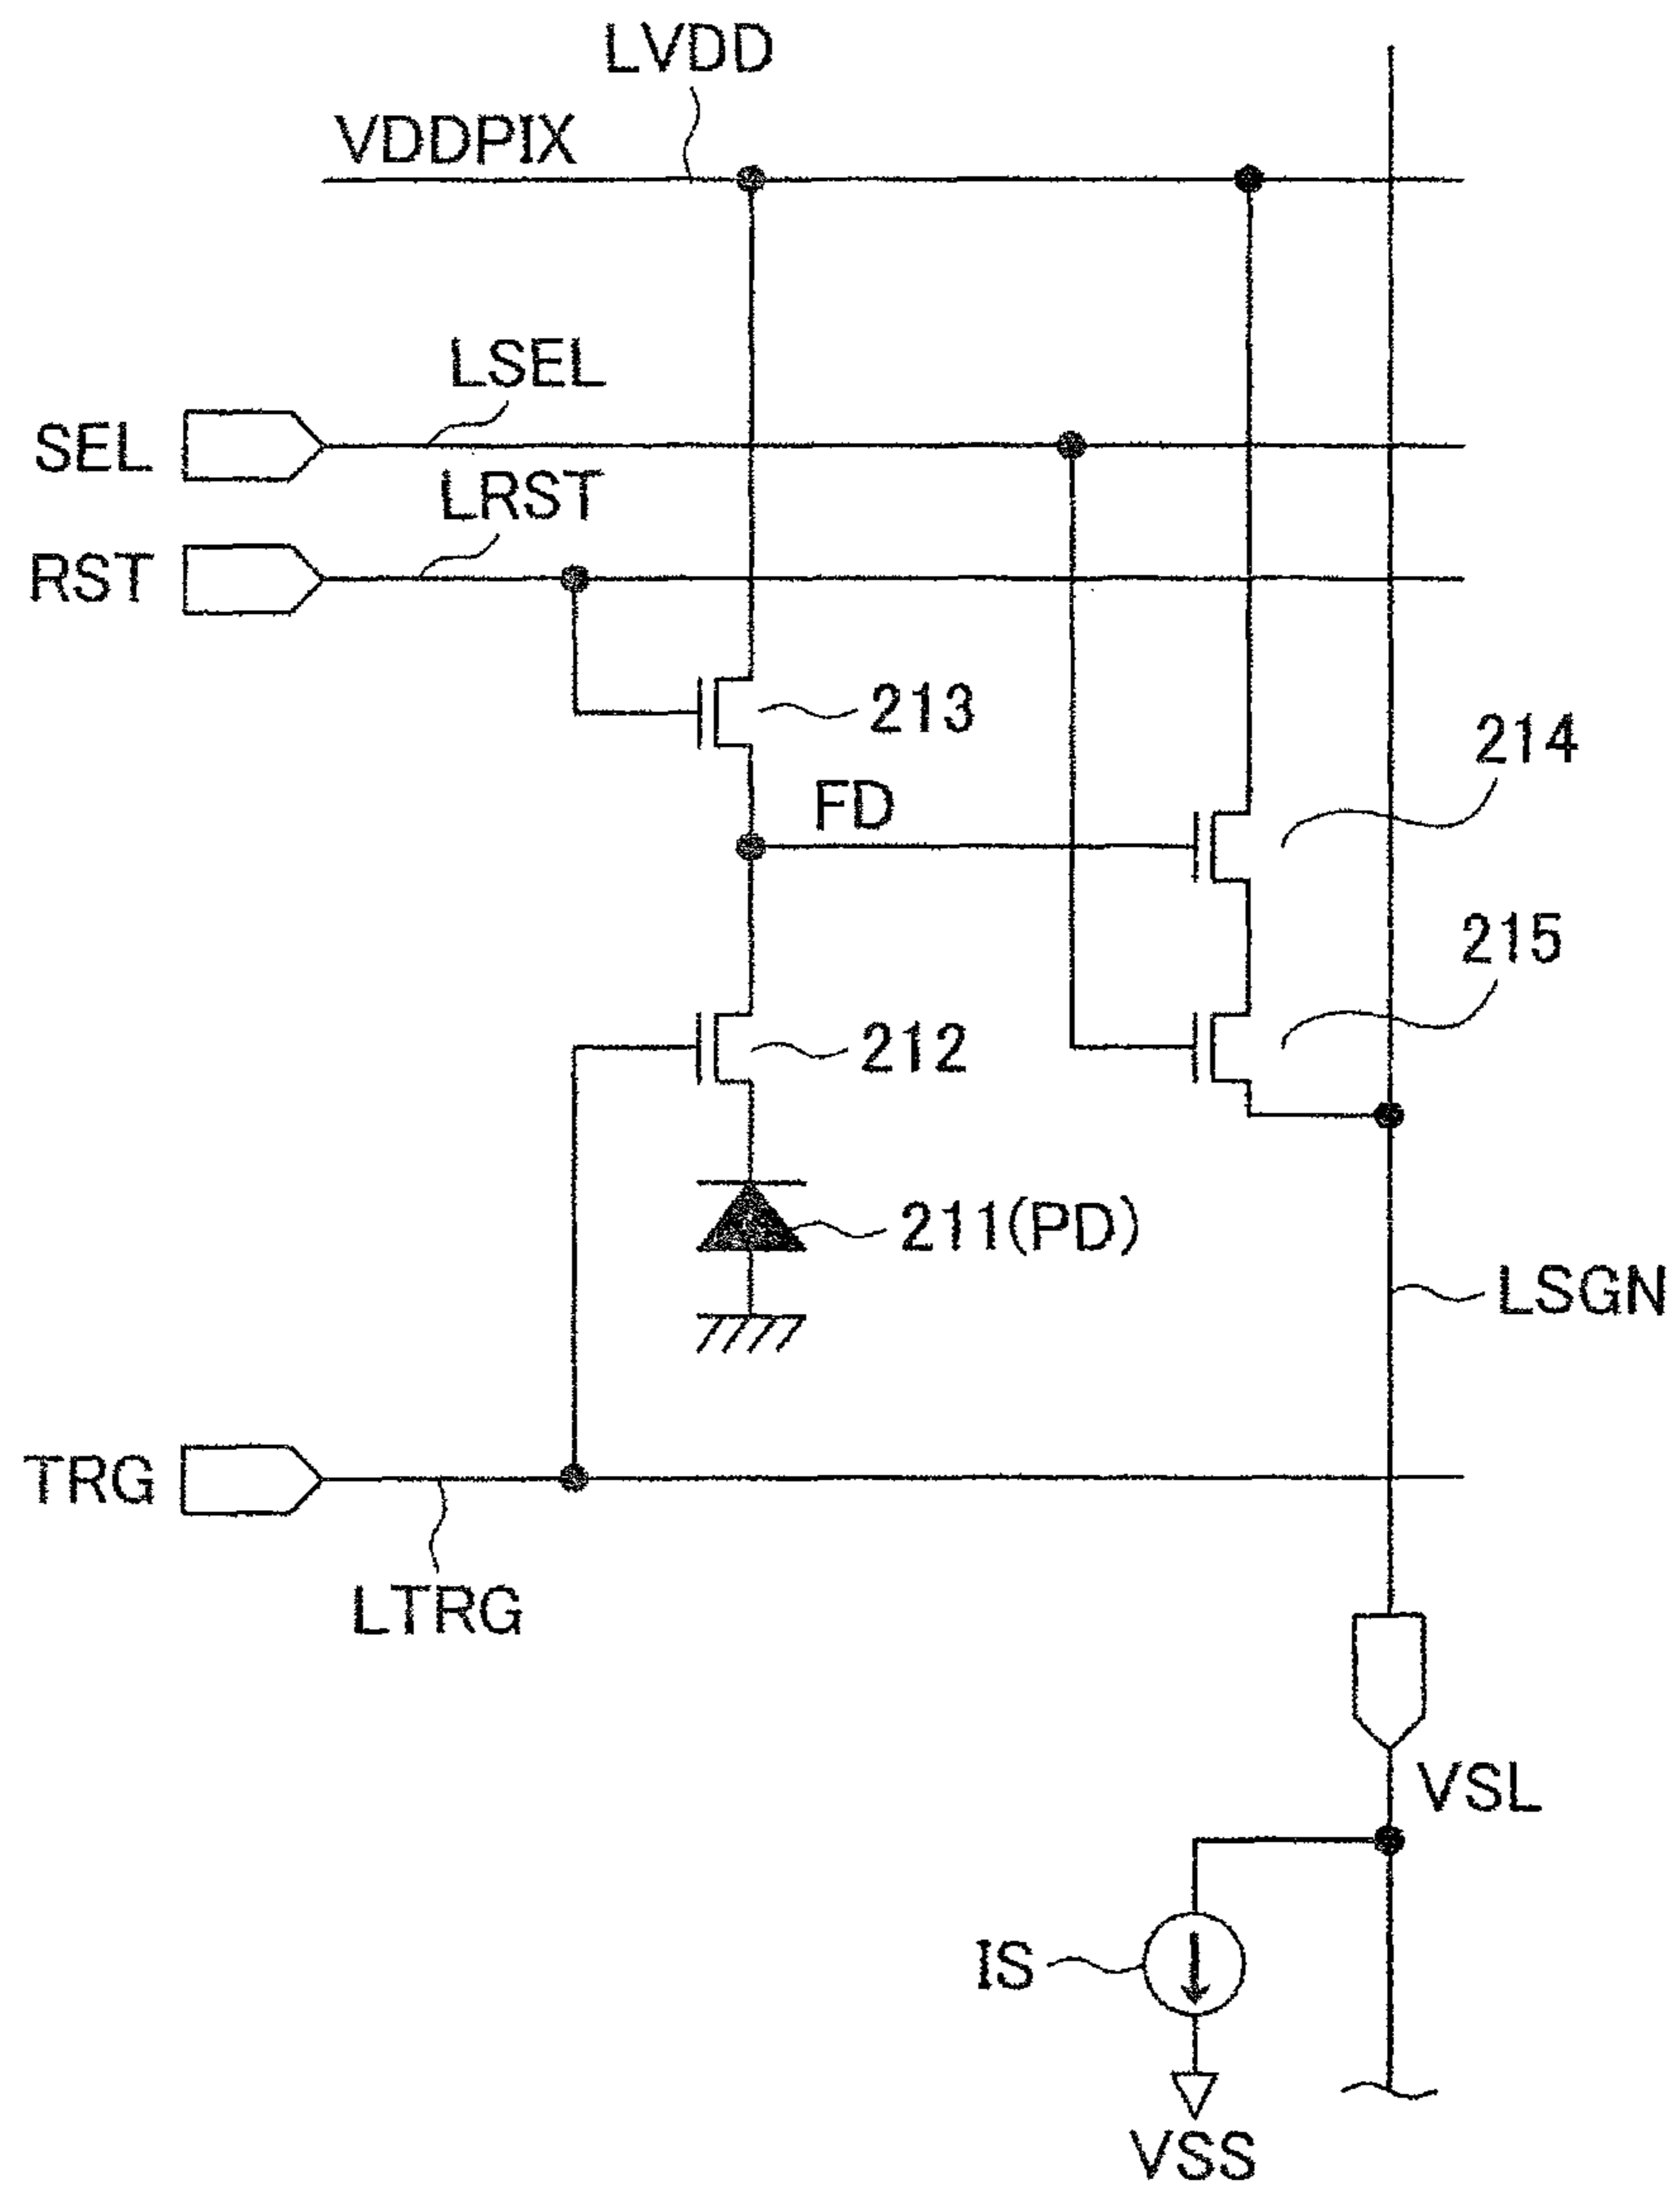 LVDD
VDDPIX
LSEL
SEL
LRST
RST
213
214
FD
215
212
211(PD)
LSGN
TRG
LTRG
VSL
IS
VSS